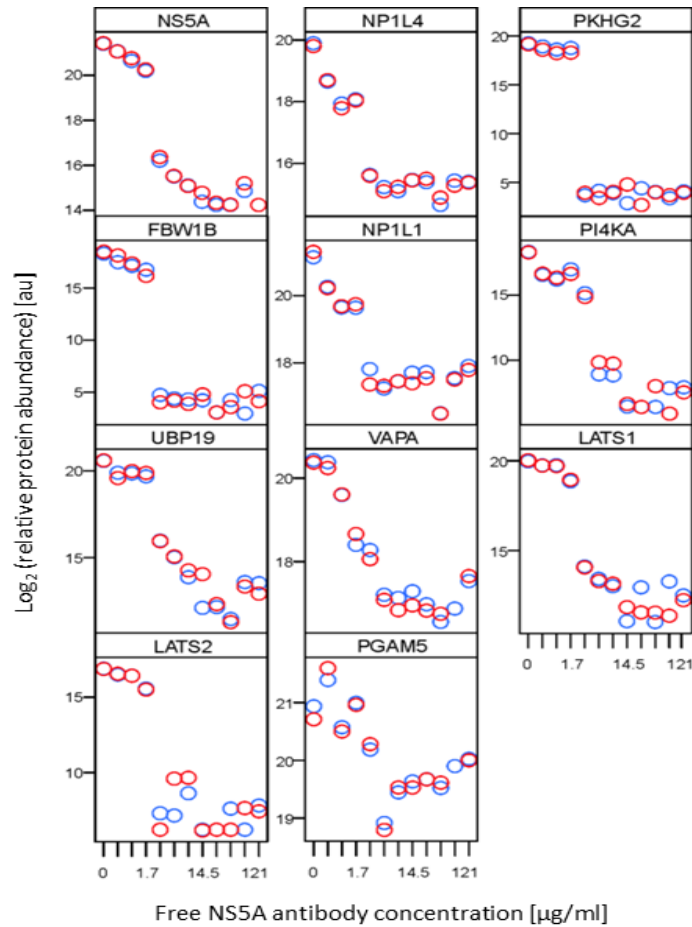 NS5A NP1L4 PKHG2
22 20 20
20 18 15
18 16 10
16 5
14
FBW1B NP1L1 PI4KA
15 20 15
5 18 10
UBP19 VAPA LATS1
20 20 20
15 18 15
LATS2 PGAM5
15 21
10 20
19
0 1.7 14.5 121
0 1.7 14.5 121
0 1.7 14.5 121
Log2 (relative protein abundance) [au]
Free NS5A antibody concentration [μg/ml]